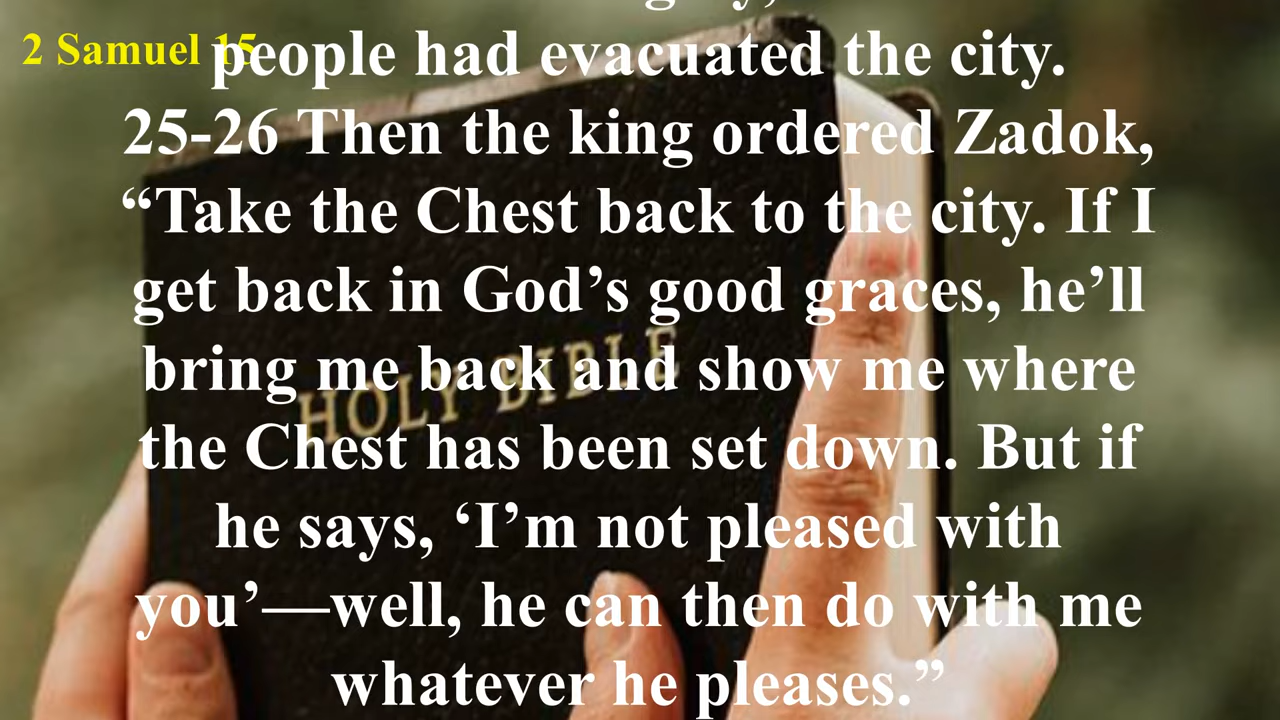 2 Samuel 15
people had evacuated the city.
25-26 Then the king ordered Zadok,
“Take the Chest back to the city. If I
get back in God’s good graces, he’ll
bring me back and show me where
the Chest has been set down. But if
he says, ‘I’m not pleased with
you’—well, he can then do with me
whatever he pleases.”
HOLY BIBLE